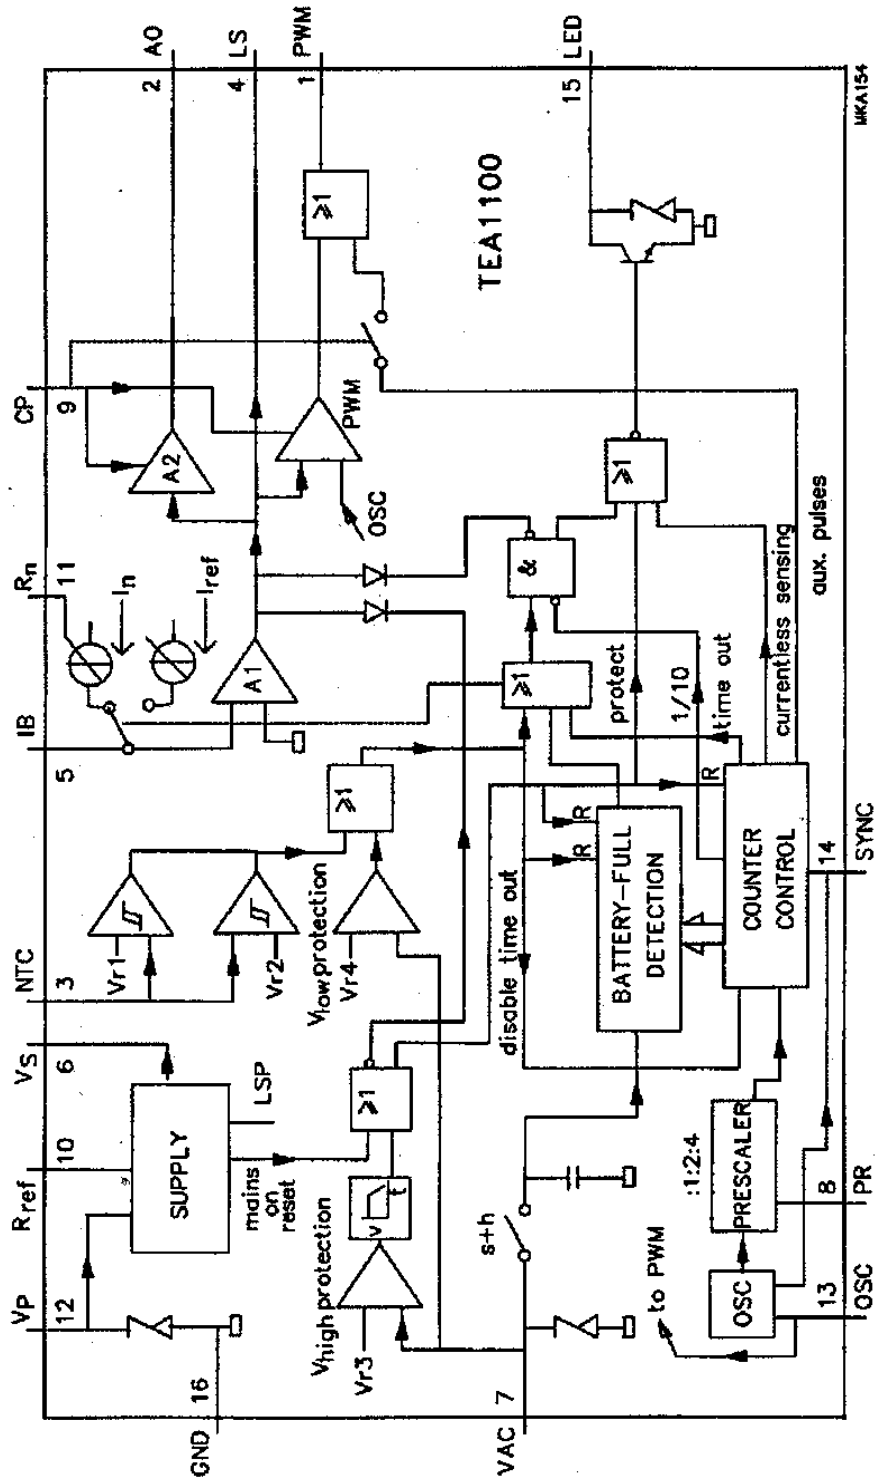 VP
12
Rref
10
VS
6
NTC
3
IB
5
Rn
11
CP
9
GND
16
AO
2
LS
4
PWM
1
LED
15
VAC
7
OSC
13
PR
8
SYNC
14
SUPPLY
LSP
mains
on
reset
Vr1
Vr2
Vlow protection
Vr4
Vhigh protection
Vr3
V
t
≥1
≥1
In
Iref
A1
A2
PWM
OSC
≥1
TEA1100
≥1
&
≥1
protect
1/10
time out
currentless sensing
aux. pulses
disable time out
R
R
R
BATTERY-FULL
DETECTION
COUNTER
CONTROL
s+h
to PWM
OSC
PRESCALER
:1:2:4
MKA154